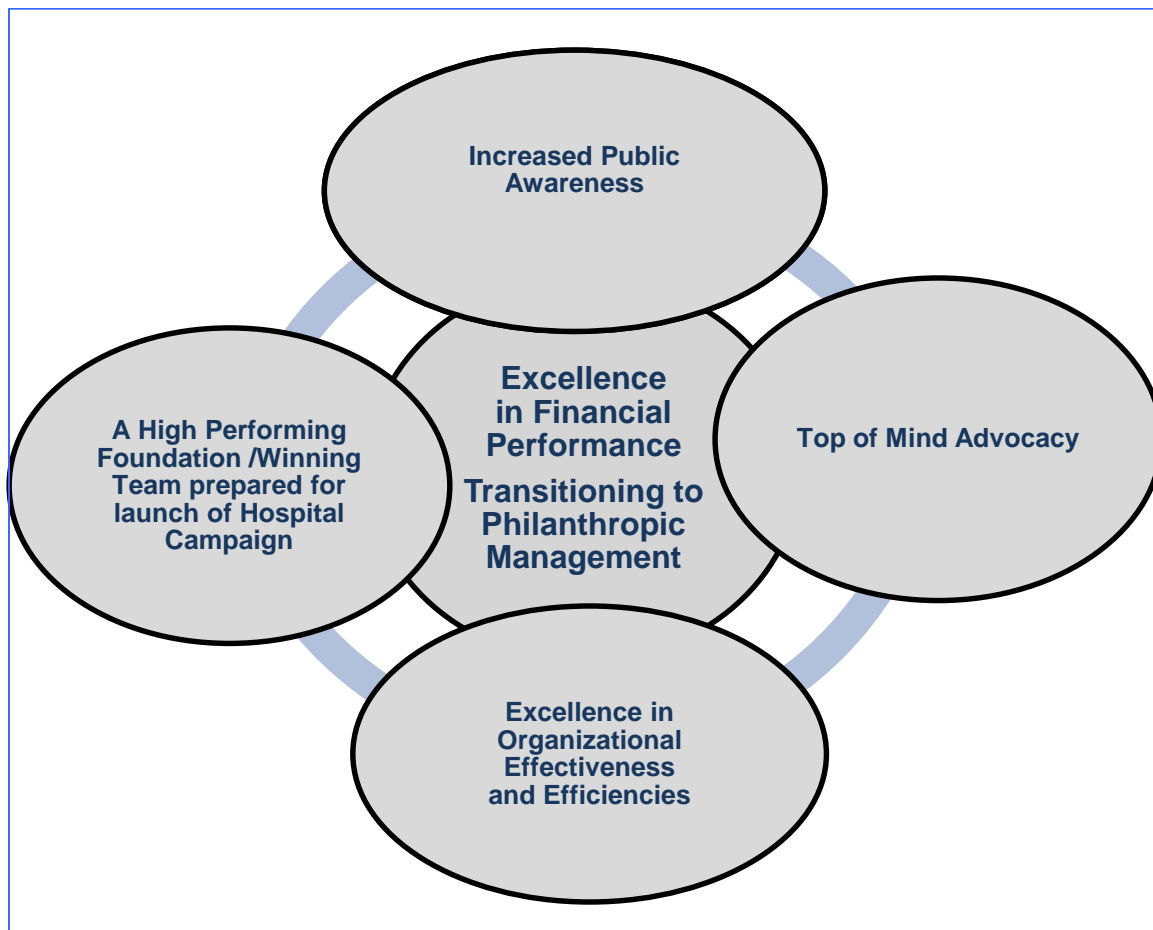 Increased Public
Awareness
Excellence
in Financial
Performance
Transitioning to
Philanthropic
Management
Top of Mind Advocacy
A High Performing
Foundation /Winning
Team prepared for
launch of Hospital
Campaign
Excellence in
Organizational
Effectiveness
and Efficiencies